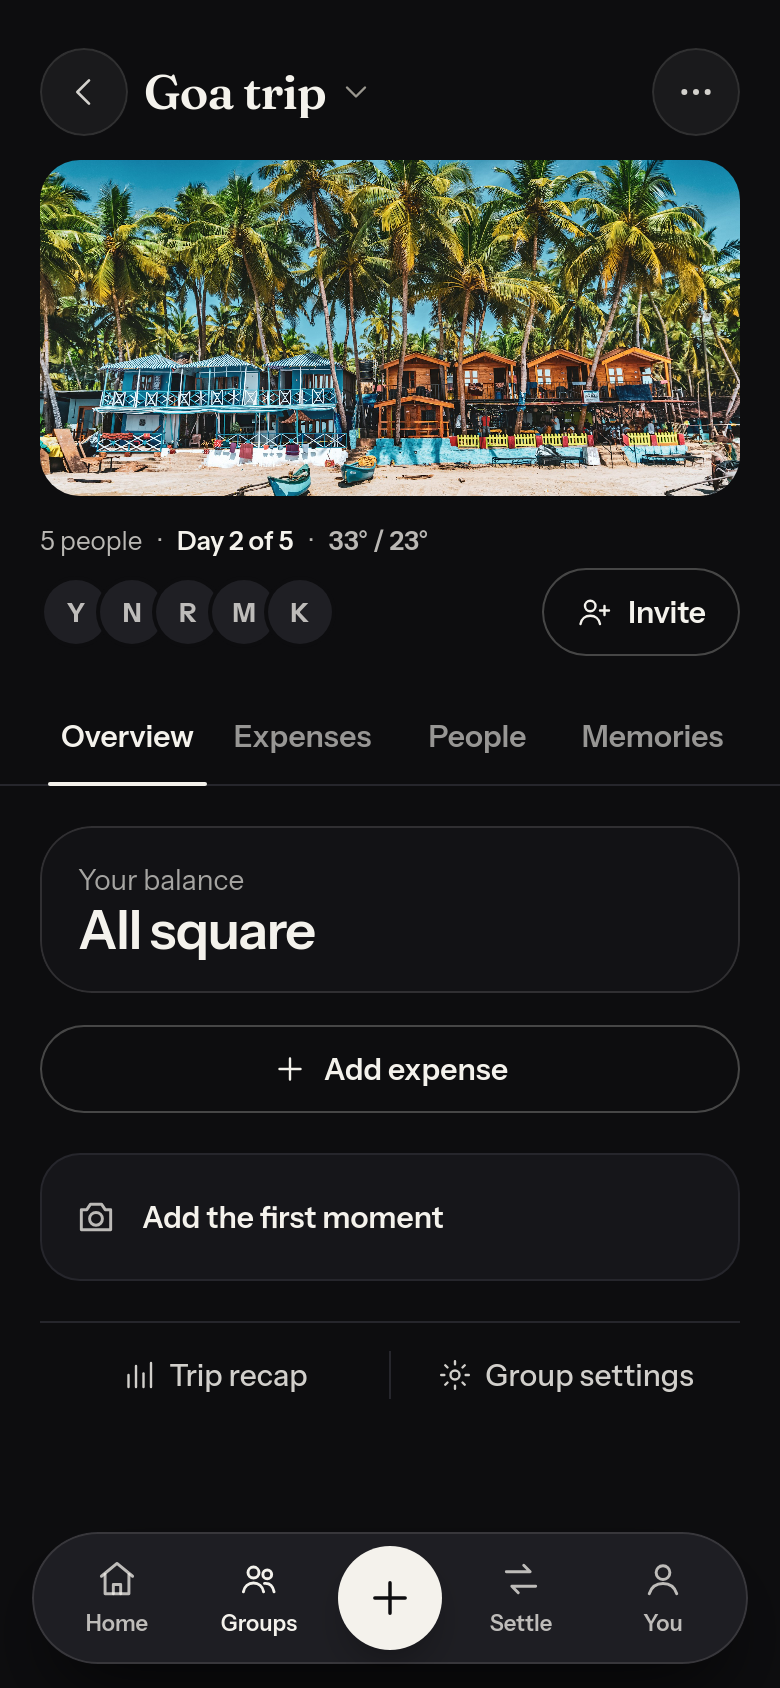 Goa trip
5 people · Day 2 of 5 · 33° / 23°
Y N R M K
Invite
Overview Expenses People Memories
Your balance
All square
Add expense
Add the first moment
Trip recap Group settings
Home Groups Settle You